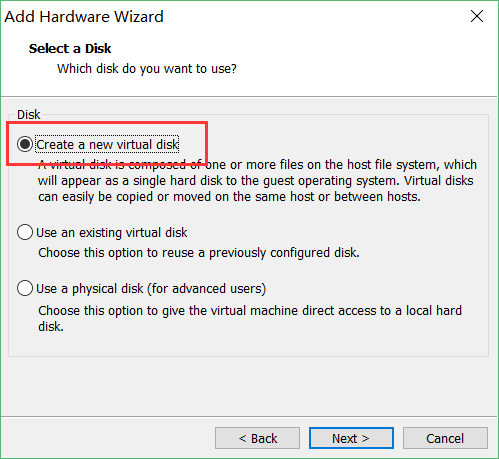 Add Hardware Wizard
Select a Disk
Which disk do you want to use?
Disk
Create a new virtual disk
A virtual disk is composed of one or more files on the host file system, which
will appear as a single hard disk to the guest operating system. Virtual disks
can easily be copied or moved on the same host or between hosts.
Use an existing virtual disk
Choose this option to reuse a previously configured disk.
Use a physical disk (for advanced users)
Choose this option to give the virtual machine direct access to a local hard
disk.
< Back
Next >
Cancel